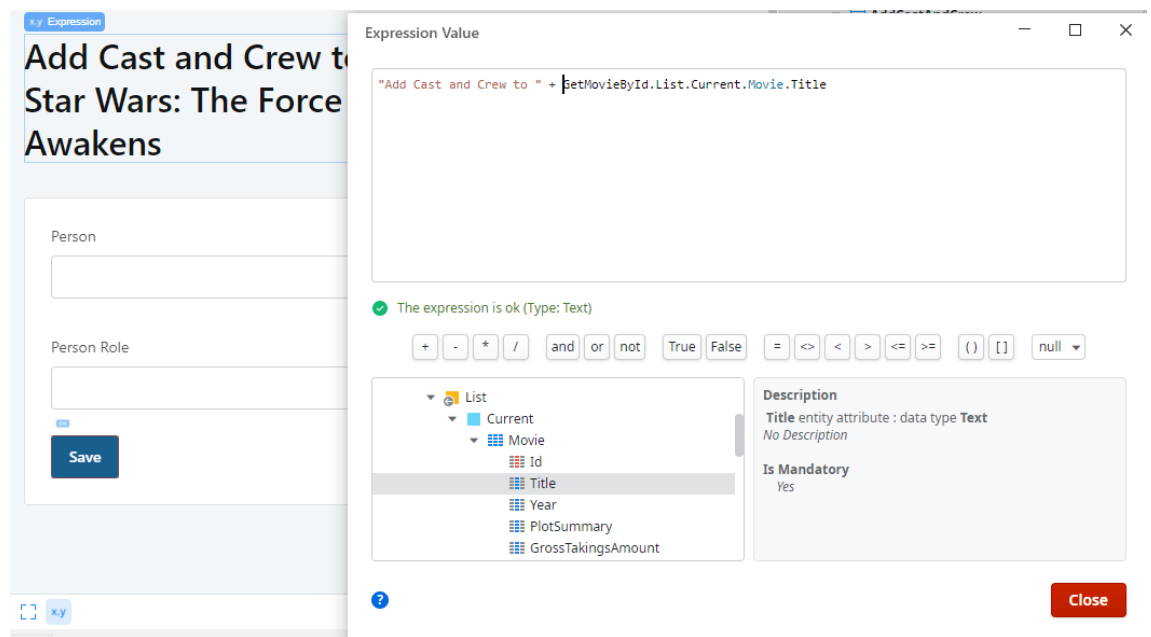 x.y Expression
Add Cast and Crew t
Star Wars: The Force
Awakens
Person
Person Role
Save
x.y
AddCastAndCrew
Expression Value
"Add Cast and Crew to " + GetMovieById.List.Current.Movie.Title
The expression is ok (Type: Text)
+ - * / and or not True False = <> < > <= >= ( ) [ ] null
List
Current
Movie
Id
Title
Year
PlotSummary
GrossTakingsAmount
Description
Title entity attribute : data type Text
No Description
Is Mandatory
Yes
?
Close